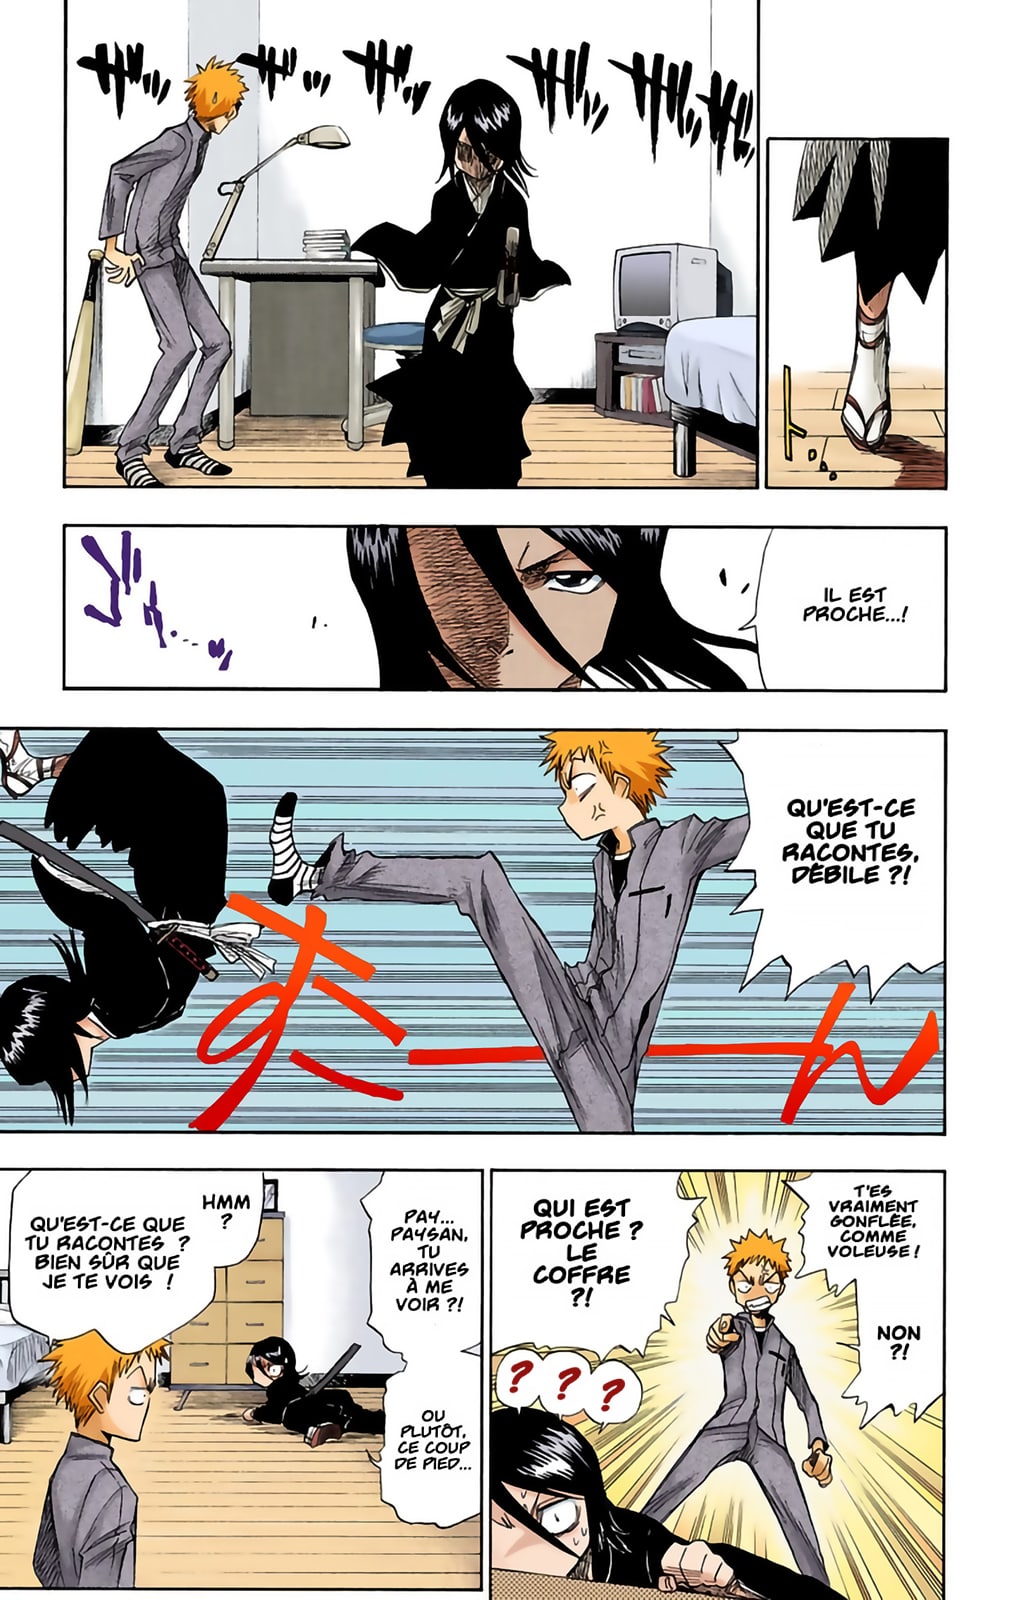 IL EST
PROCHE...!
QU'EST-CE
QUE TU
RACONTES,
DÉBILE ?!
T'ES
VRAIMENT
GONFLÉE,
COMME
VOLEUSE !
NON
?!
QUI EST
PROCHE ?
LE
COFFRE
?!
? ? ?
PAY...
PAYSAN,
TU
ARRIVES
À ME
VOIR ?!
OU
PLUTÔT,
CE COUP
DE PIED...
HMM
?
QU'EST-CE QUE
TU RACONTES ?
BIEN SÛR QUE
JE TE VOIS !